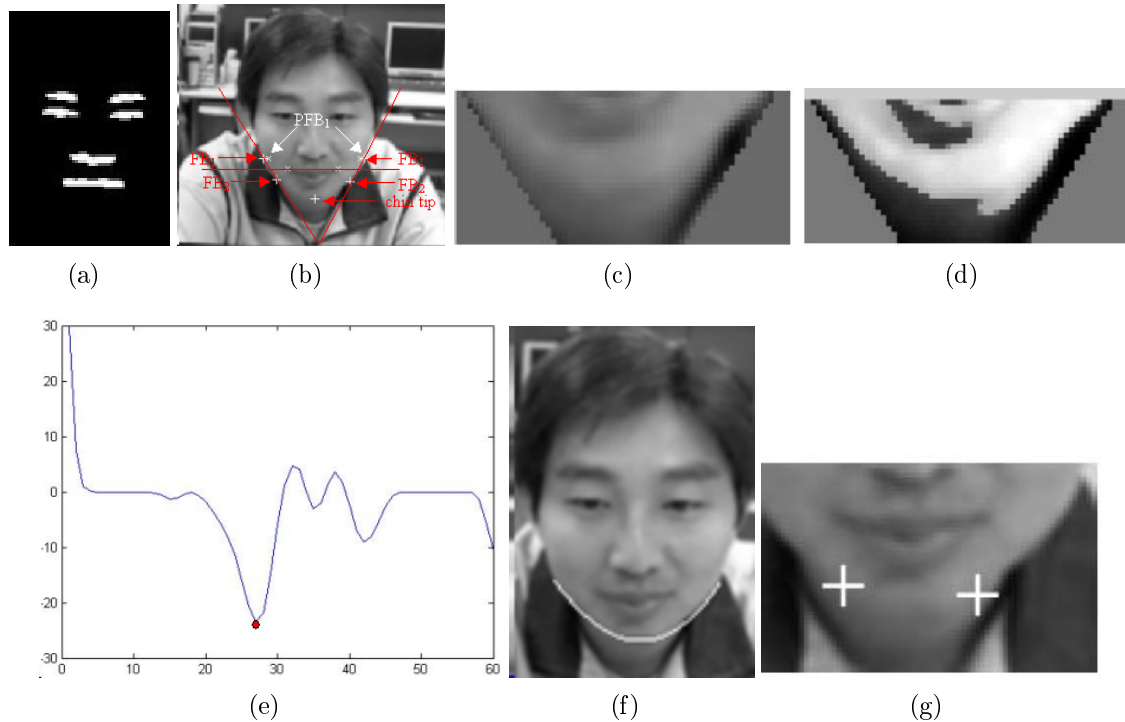 PFB₁
FB₁ FB₁
FB₂ FB₂
chin tip
(a) (b) (c) (d)
30
20
10
0
-10
-20
-30
0 10 20 30 40 50 60
(e) (f) (g)